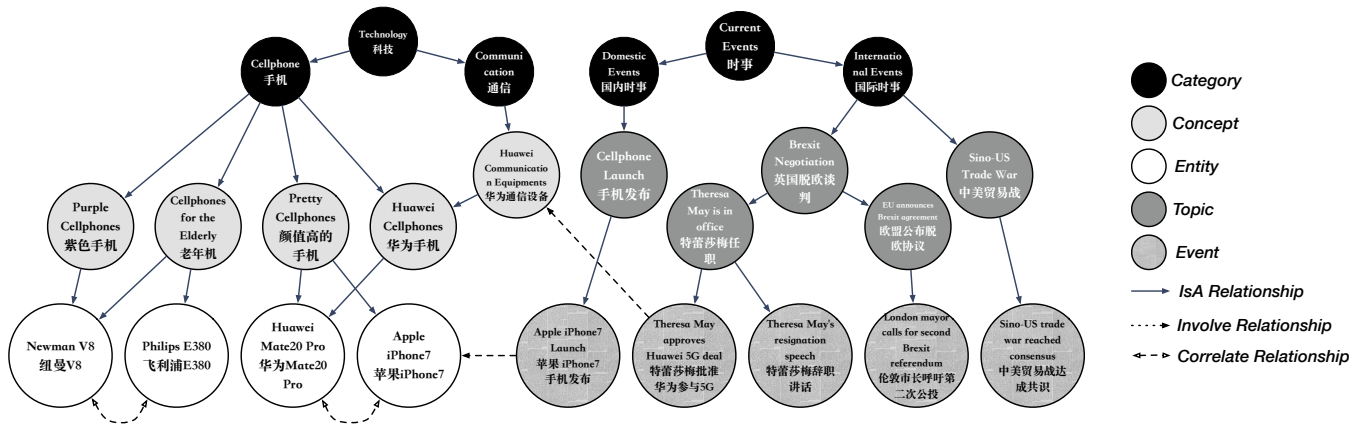 Technology
科技
Cellphone
手机
Communi
cation
通信
Current
Events
时事
Domestic
Events
国内时事
Internatio
nal Events
国际时事
Huawei
Communicatio
n Equipments
华为通信设备
Cellphone
Launch
手机发布
Brexit
Negotiation
英国脱欧谈
判
Sino-US
Trade War
中美贸易战
Purple
Cellphones
紫色手机
Cellphones
for the
Elderly
老年机
Pretty
Cellphones
颜值高的
手机
Huawei
Cellphones
华为手机
Theresa
May is in
office
特蕾莎梅任
职
EU announces
Brexit agreement
欧盟公布脱
欧协议
Newman V8
纽曼V8
Philips E380
飞利浦E380
Huawei
Mate20 Pro
华为Mate20
Pro
Apple
iPhone7
苹果iPhone7
Apple iPhone7
Launch
苹果 iPhone7
手机发布
Theresa May
approves
Huawei 5G deal
特蕾莎梅批准
华为参与5G
Theresa May's
resignation
speech
特蕾莎梅辞职
讲话
London mayor
calls for second
Brexit
referendum
伦敦市长呼吁第
二次公投
Sino-US trade
war reached
consensus
中美贸易战达
成共识
Category
Concept
Entity
Topic
Event
IsA Relationship
Involve Relationship
Correlate Relationship